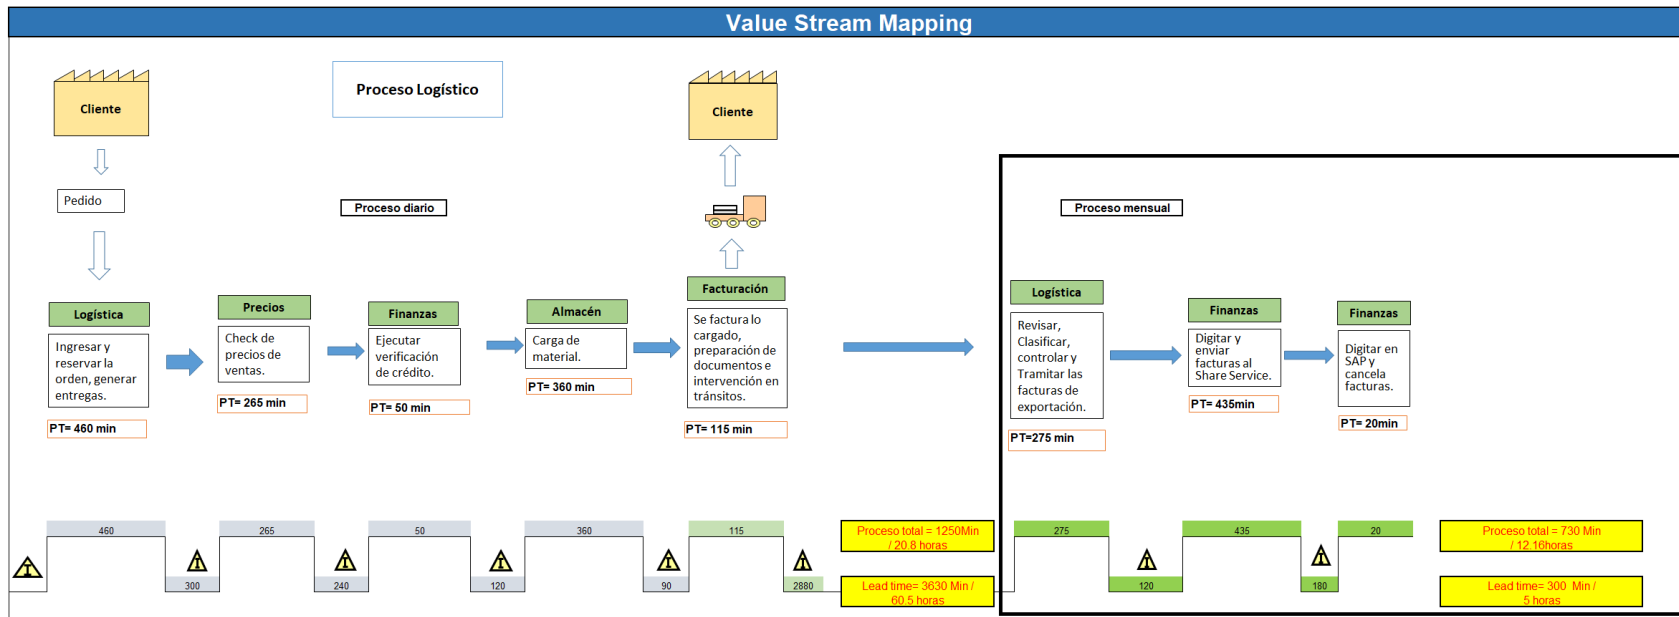 Value Stream Mapping
Cliente
Proceso Logístico
Cliente
Pedido
Proceso diario
Proceso mensual
Logística
Ingresar y
reservar la
orden, generar
entregas.
PT= 460 min
Precios
Check de
precios de
ventas.
PT= 265 min
Finanzas
Ejecutar
verificación
de crédito.
PT= 50 min
Almacén
Carga de
material.
PT= 360 min
Facturación
Se factura lo
cargado,
preparación de
documentos e
intervención en
tránsitos.
PT= 115 min
Logística
Revisar,
Clasificar,
controlar y
Tramitar las
facturas de
exportación.
PT=275 min
Finanzas
Digitar y
enviar
facturas al
Share Service.
PT= 435min
Finanzas
Digitar en
SAP y
cancela
facturas.
PT= 20min
460
265
50
360
115
Proceso total = 1250Min
/ 20.8 horas
275
435
20
Proceso total = 730 Min
/ 12.16horas
I
I
I
I
I
I
I
I
300
240
120
90
2880
Lead time= 3630 Min /
60.5 horas
120
180
Lead time= 300 Min /
5 horas